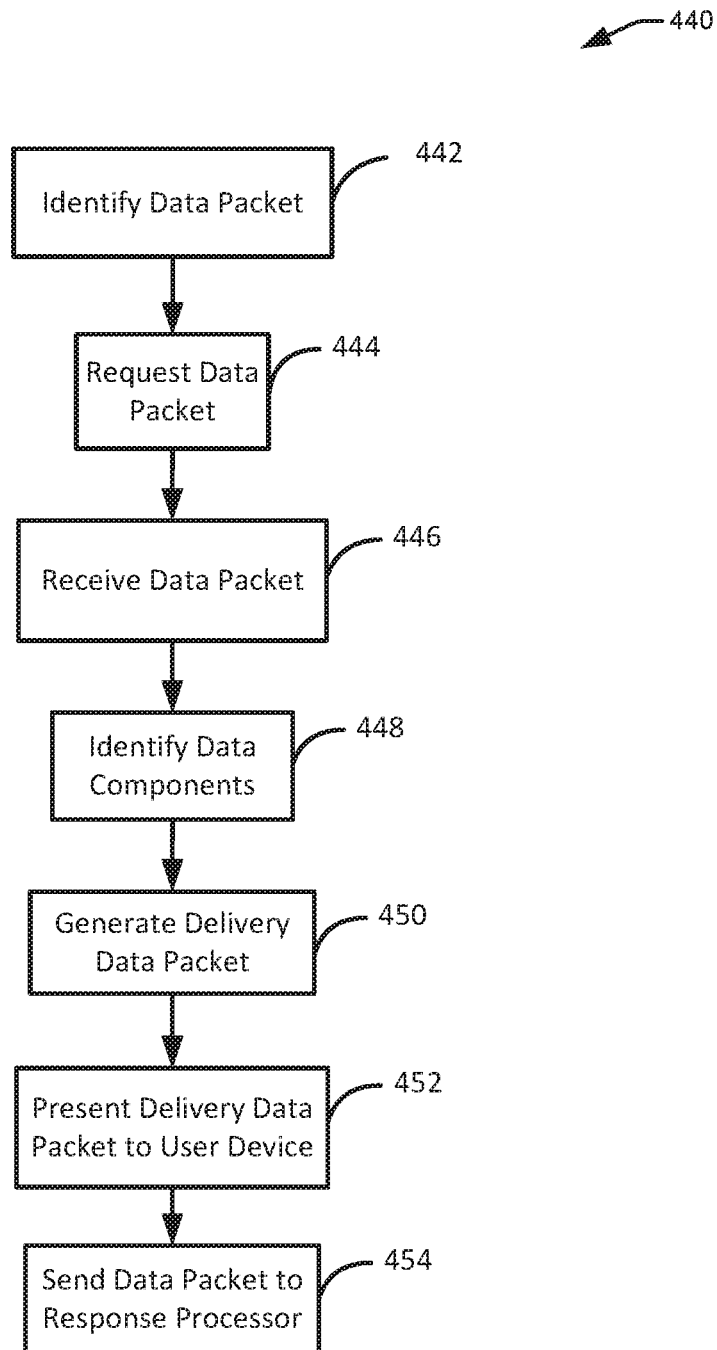 440
442
Identify Data Packet
444
Request Data
Packet
446
Receive Data Packet
448
Identify Data
Components
450
Generate Delivery
Data Packet
452
Present Delivery Data
Packet to User Device
454
Send Data Packet to
Response Processor